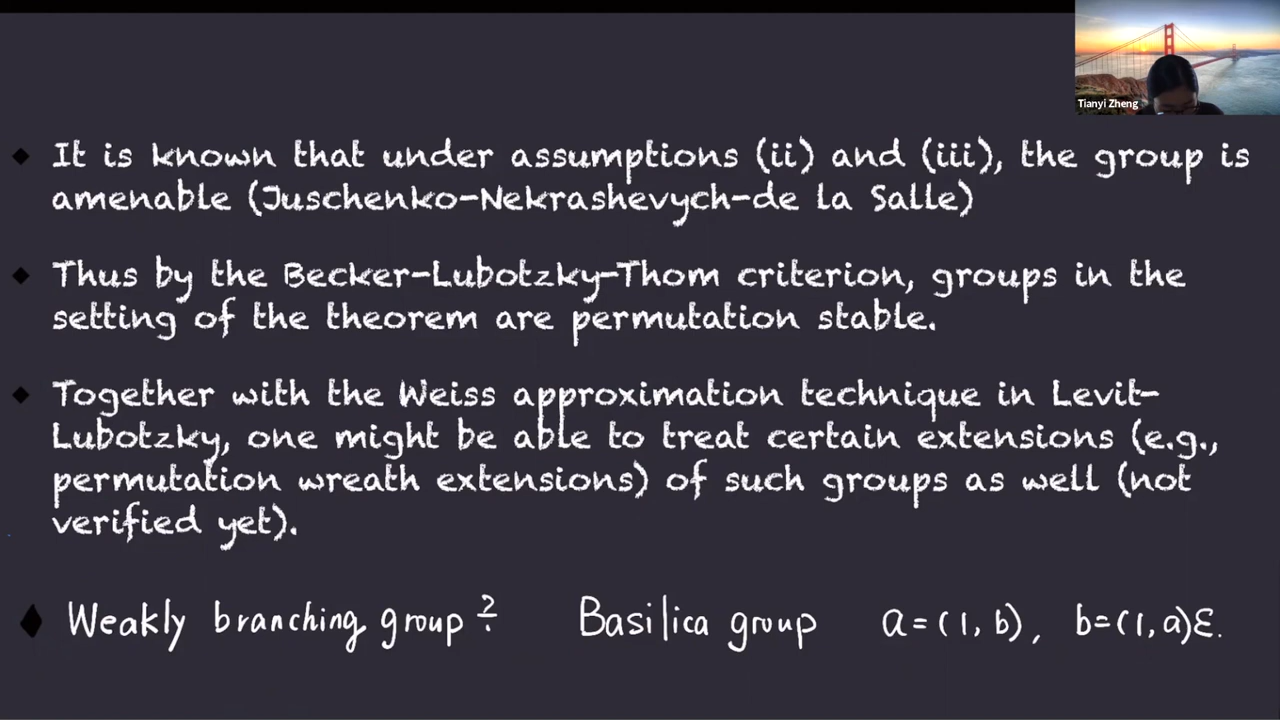 Tianyi Zheng
It is known that under assumptions (ii) and (iii), the group is
amenable (Juschenko-Nekrashevych-de la Salle)
Thus by the Becker-Lubotzky-Thom criterion, groups in the
setting of the theorem are permutation stable.
Together with the Weiss approximation technique in Levit-
Lubotzky, one might be able to treat certain extensions (e.g.,
permutation wreath extensions) of such groups as well (not
verified yet).
Weakly branching group? Basilica group a=(1, b), b=(1, a)ε.